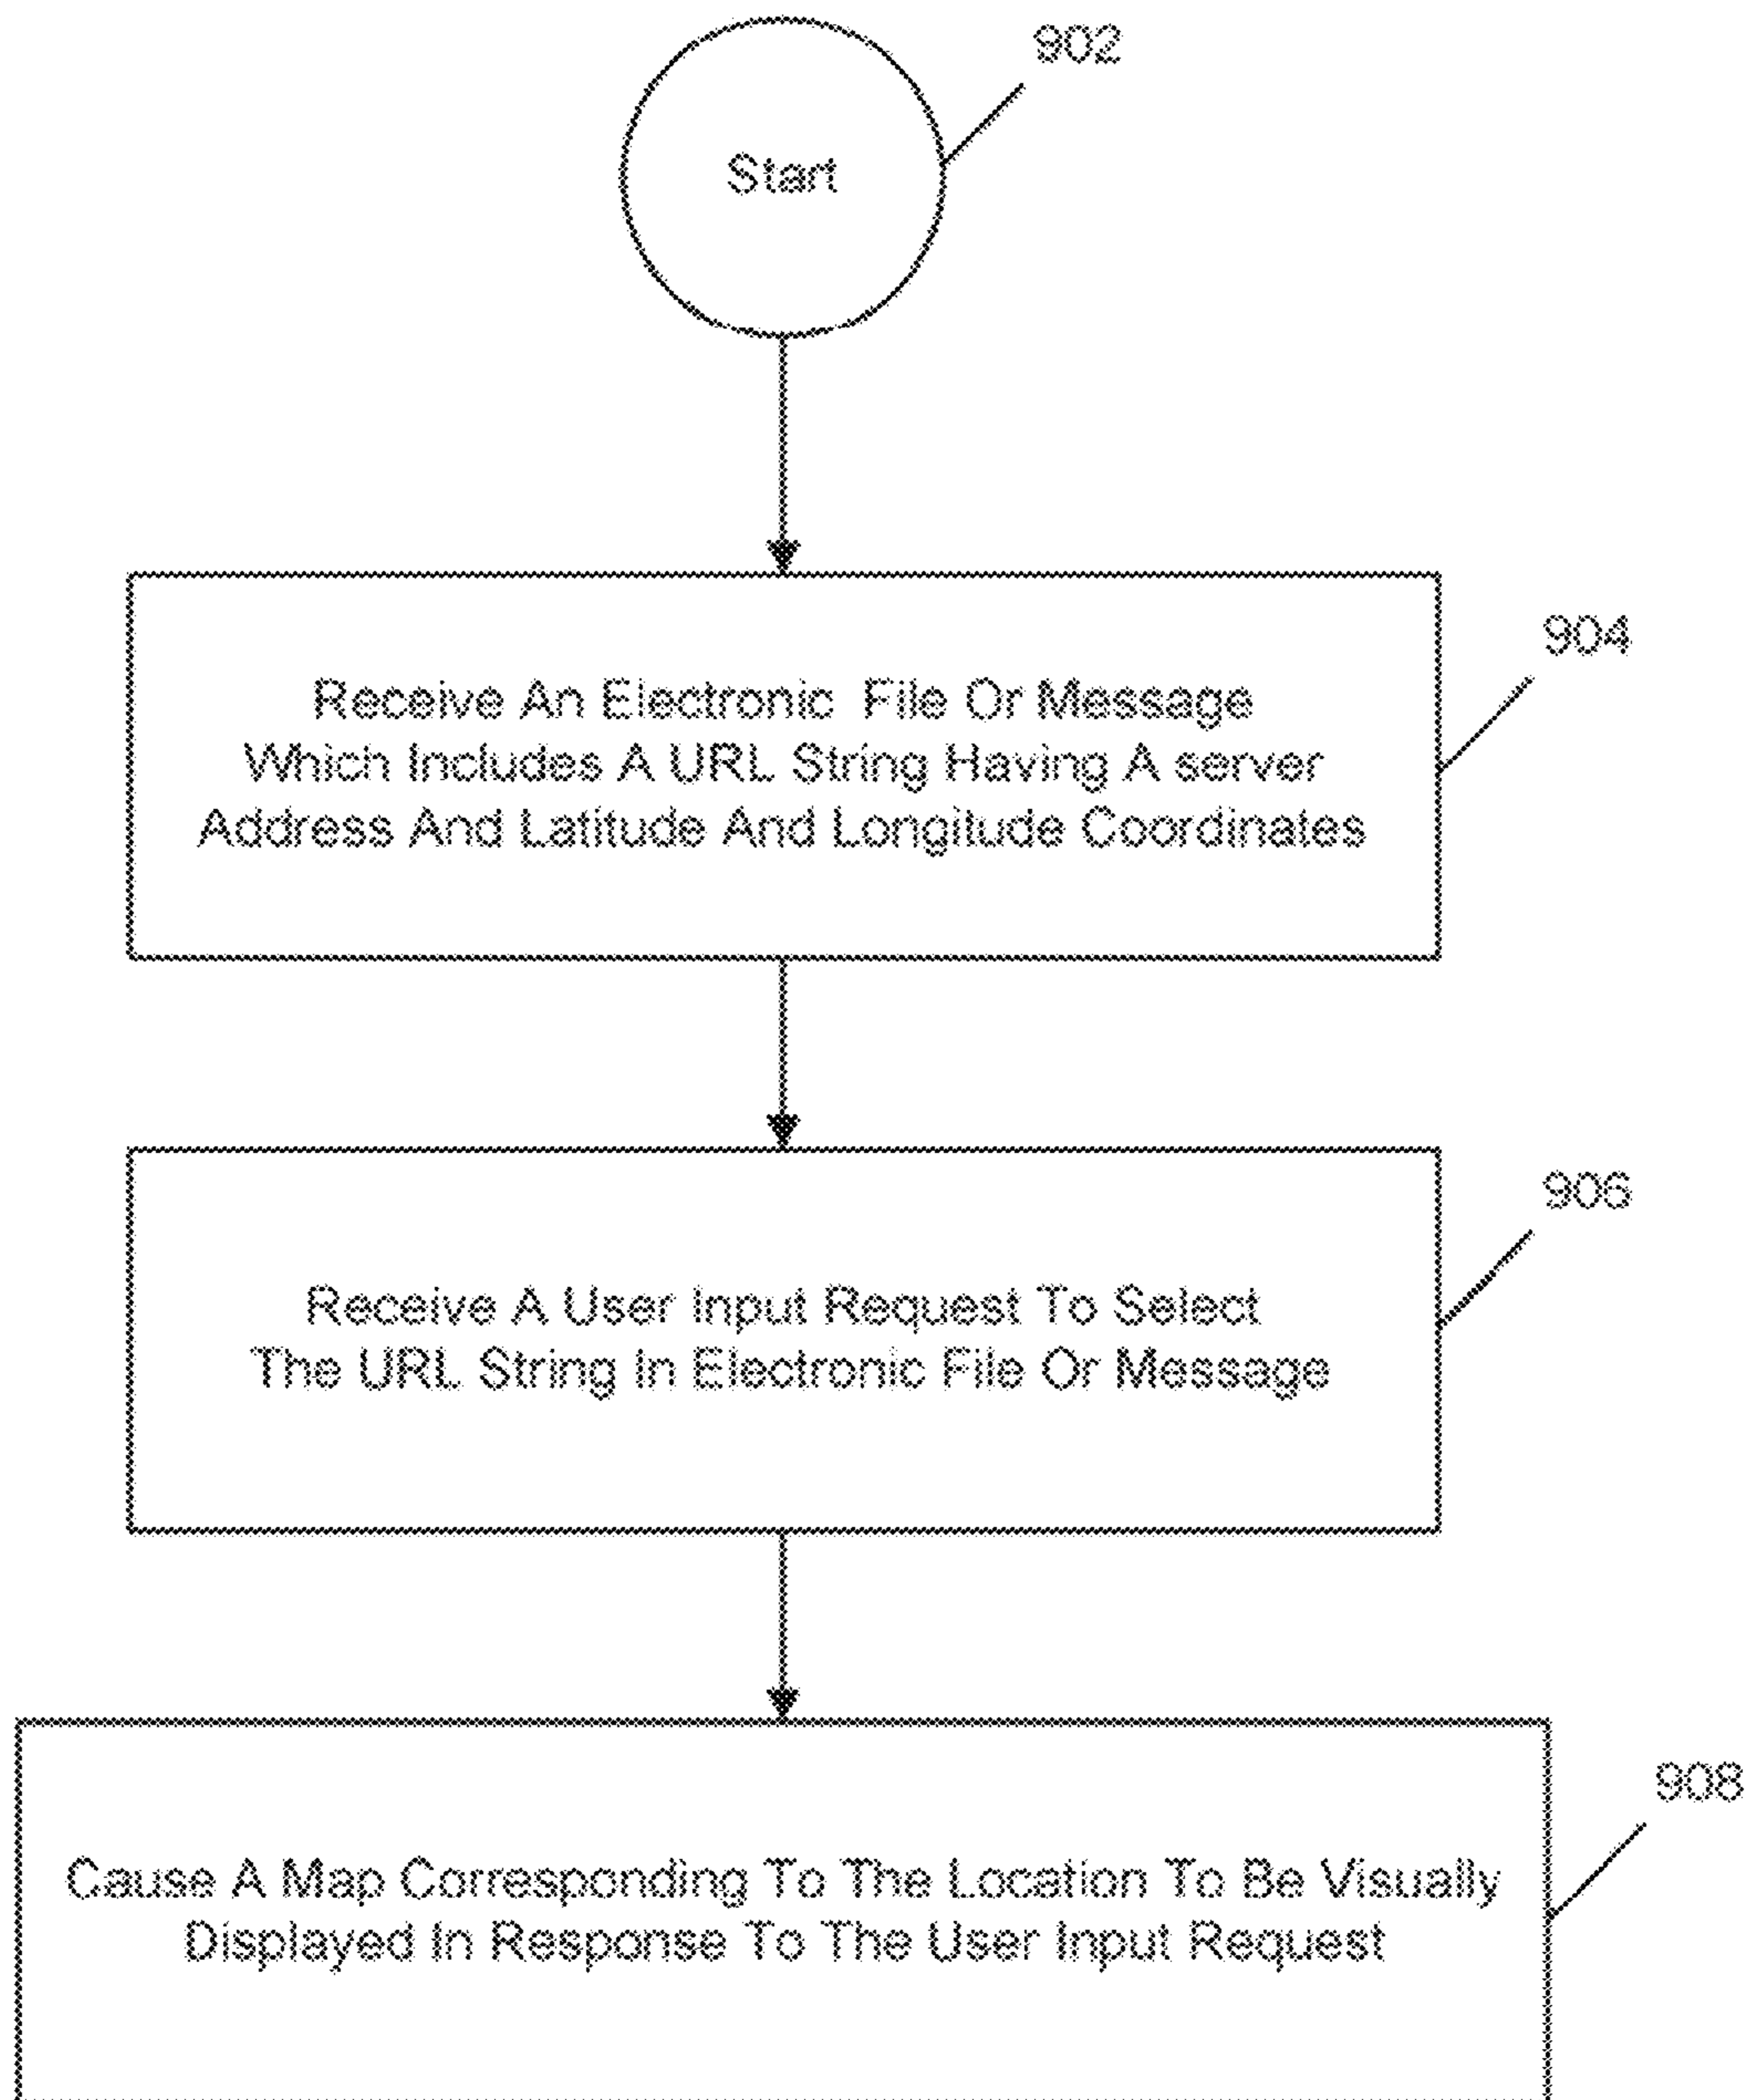 902
Start
904
Receive An Electronic File Or Message
Which Includes A URL String Having A server
Address And Latitude And Longitude Coordinates
906
Receive A User Input Request To Select
The URL String In Electronic File Or Message
908
Cause A Map Corresponding To The Location To Be Visually
Displayed In Response To The User Input Request